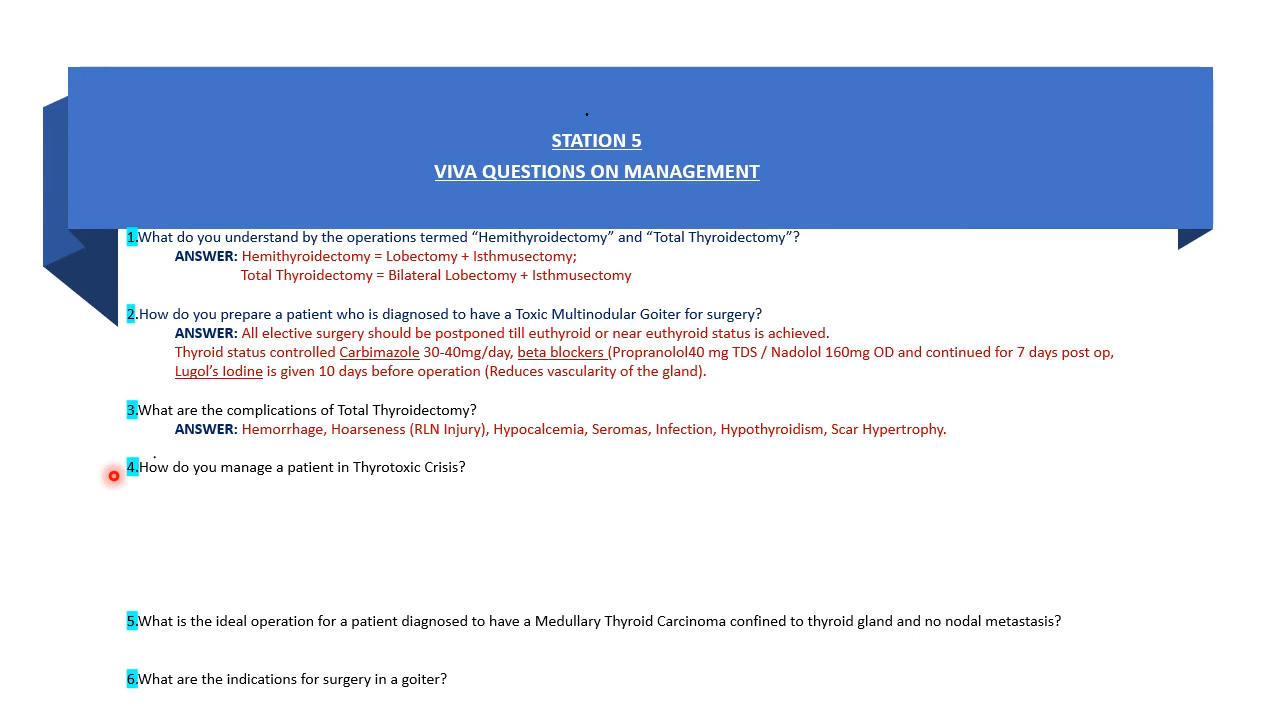 STATION 5
VIVA QUESTIONS ON MANAGEMENT
1.What do you understand by the operations termed “Hemithyroidectomy” and “Total Thyroidectomy”?
ANSWER: Hemithyroidectomy = Lobectomy + Isthmusectomy;
Total Thyroidectomy = Bilateral Lobectomy + Isthmusectomy
2.How do you prepare a patient who is diagnosed to have a Toxic Multinodular Goiter for surgery?
ANSWER: All elective surgery should be postponed till euthyroid or near euthyroid status is achieved.
Thyroid status controlled Carbimazole 30-40mg/day, beta blockers (Propranolol40 mg TDS / Nadolol 160mg OD and continued for 7 days post op,
Lugol’s Iodine is given 10 days before operation (Reduces vascularity of the gland).
3.What are the complications of Total Thyroidectomy?
ANSWER: Hemorrhage, Hoarseness (RLN Injury), Hypocalcemia, Seromas, Infection, Hypothyroidism, Scar Hypertrophy.
4.How do you manage a patient in Thyrotoxic Crisis?
5.What is the ideal operation for a patient diagnosed to have a Medullary Thyroid Carcinoma confined to thyroid gland and no nodal metastasis?
6.What are the indications for surgery in a goiter?